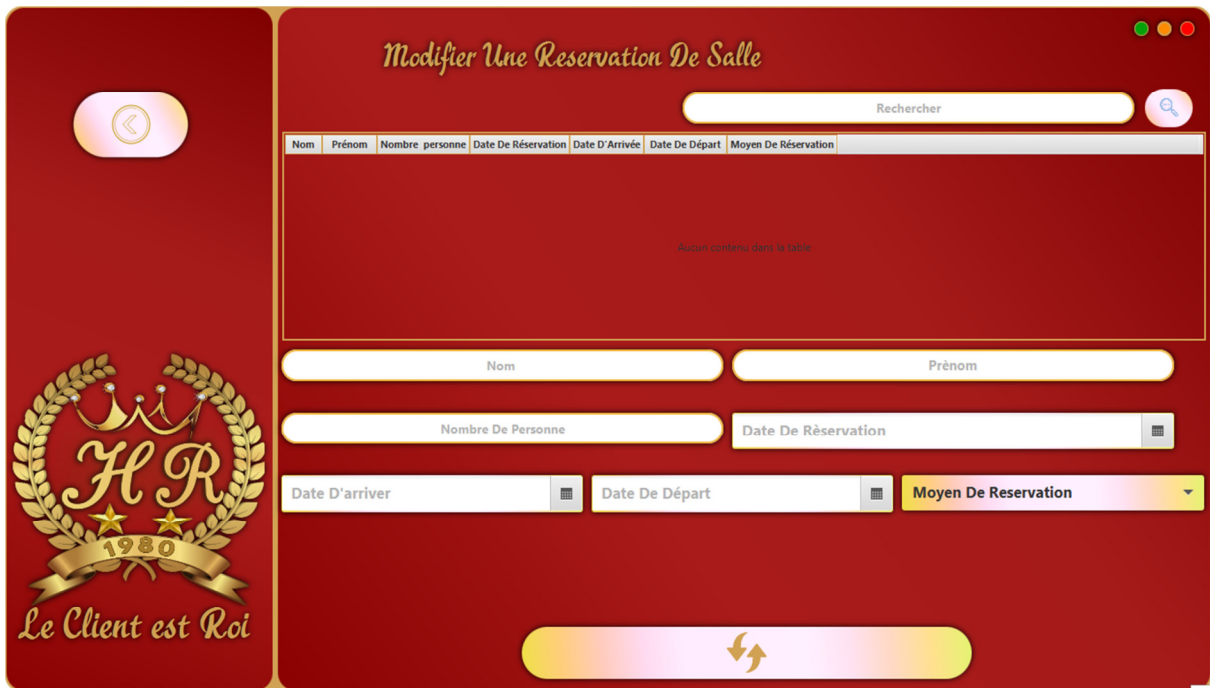 Modifier Une Reservation De Salle
Rechercher
Nom Prénom Nombre personne Date De Réservation Date D'Arrivée Date De Départ Moyen De Réservation
Aucun contenu dans la table
Nom Prènom
Nombre De Personne Date De Rèservation
Date D'arriver Date De Départ Moyen De Reservation
HR
1980
Le Client est Roi